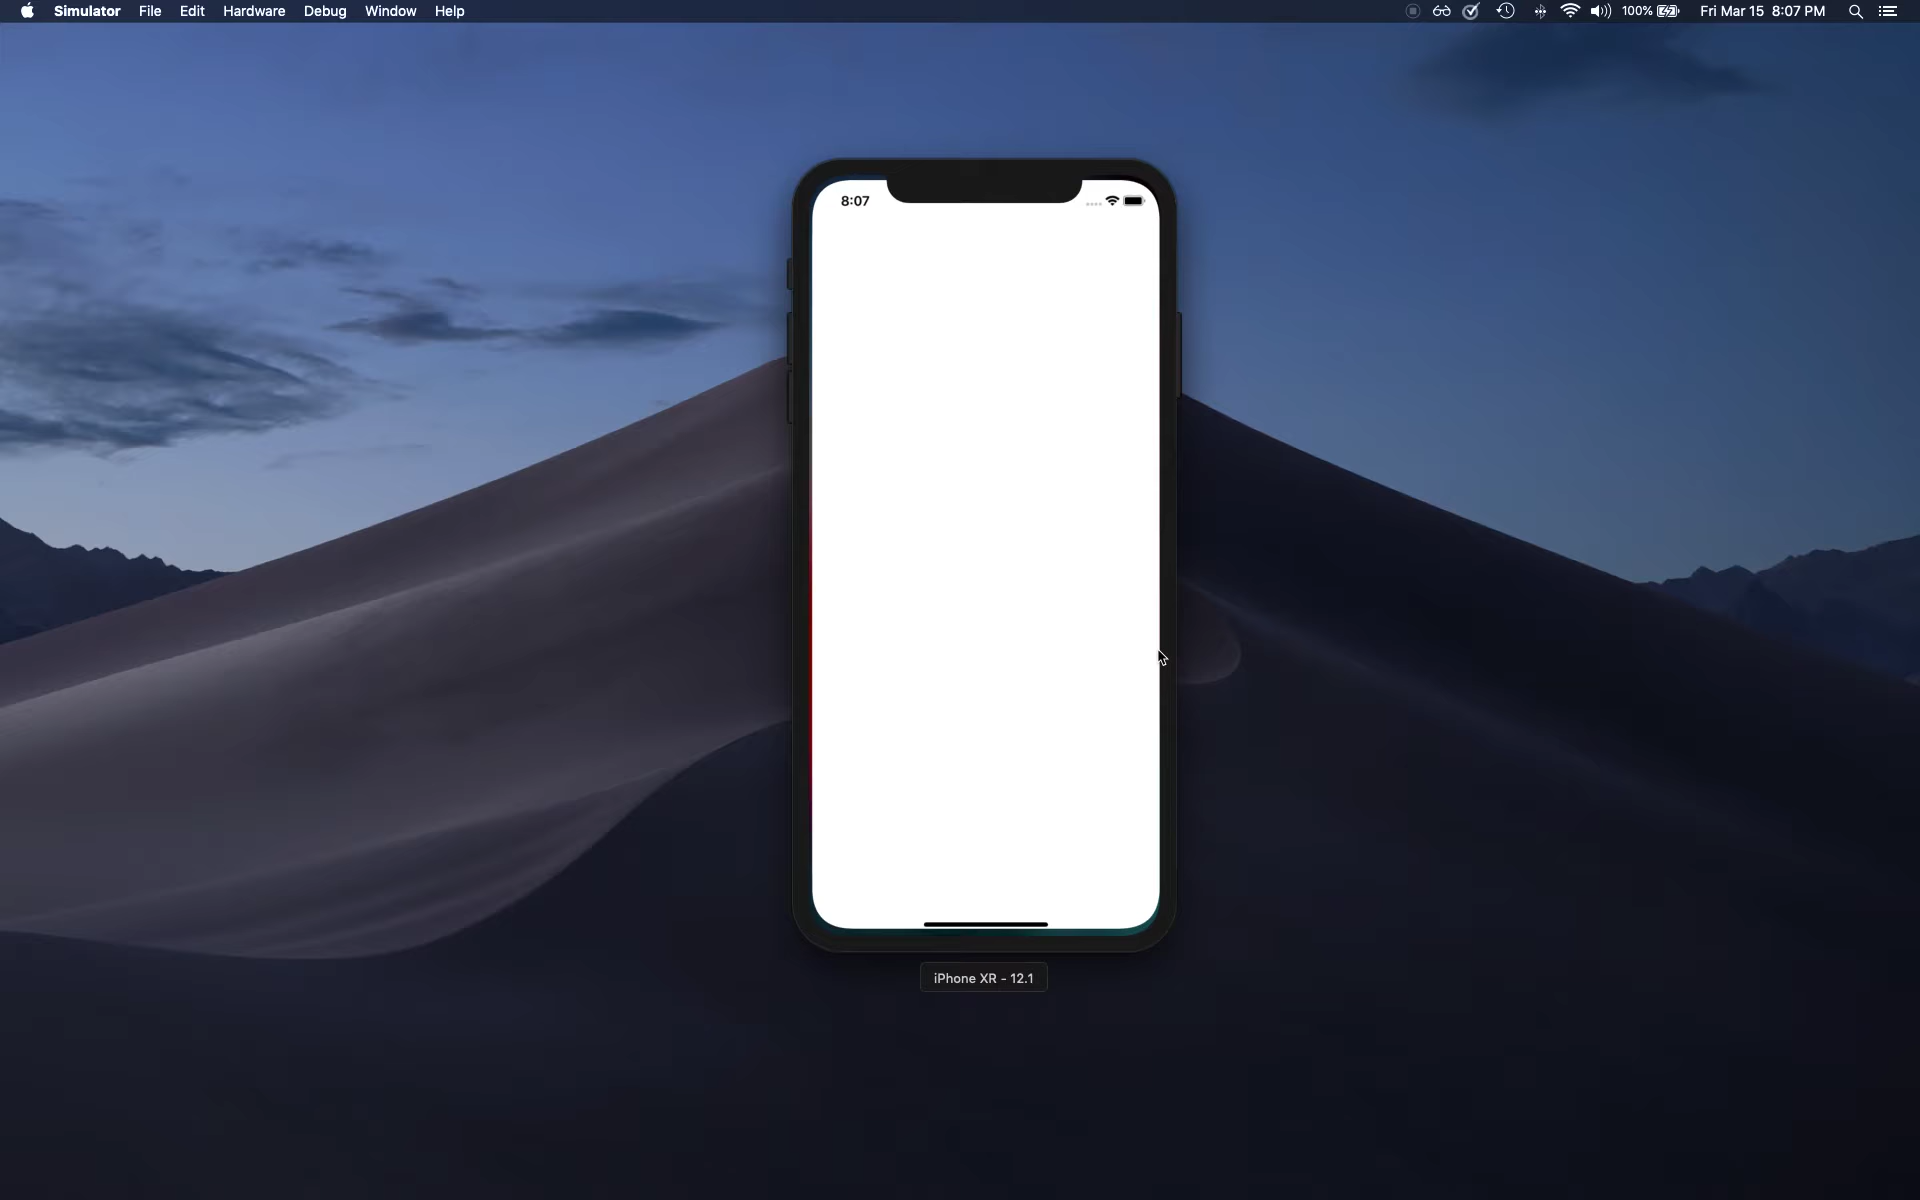 Simulator File Edit Hardware Debug Window Help 100% Fri Mar 15 8:07 PM
8:07
iPhone XR - 12.1